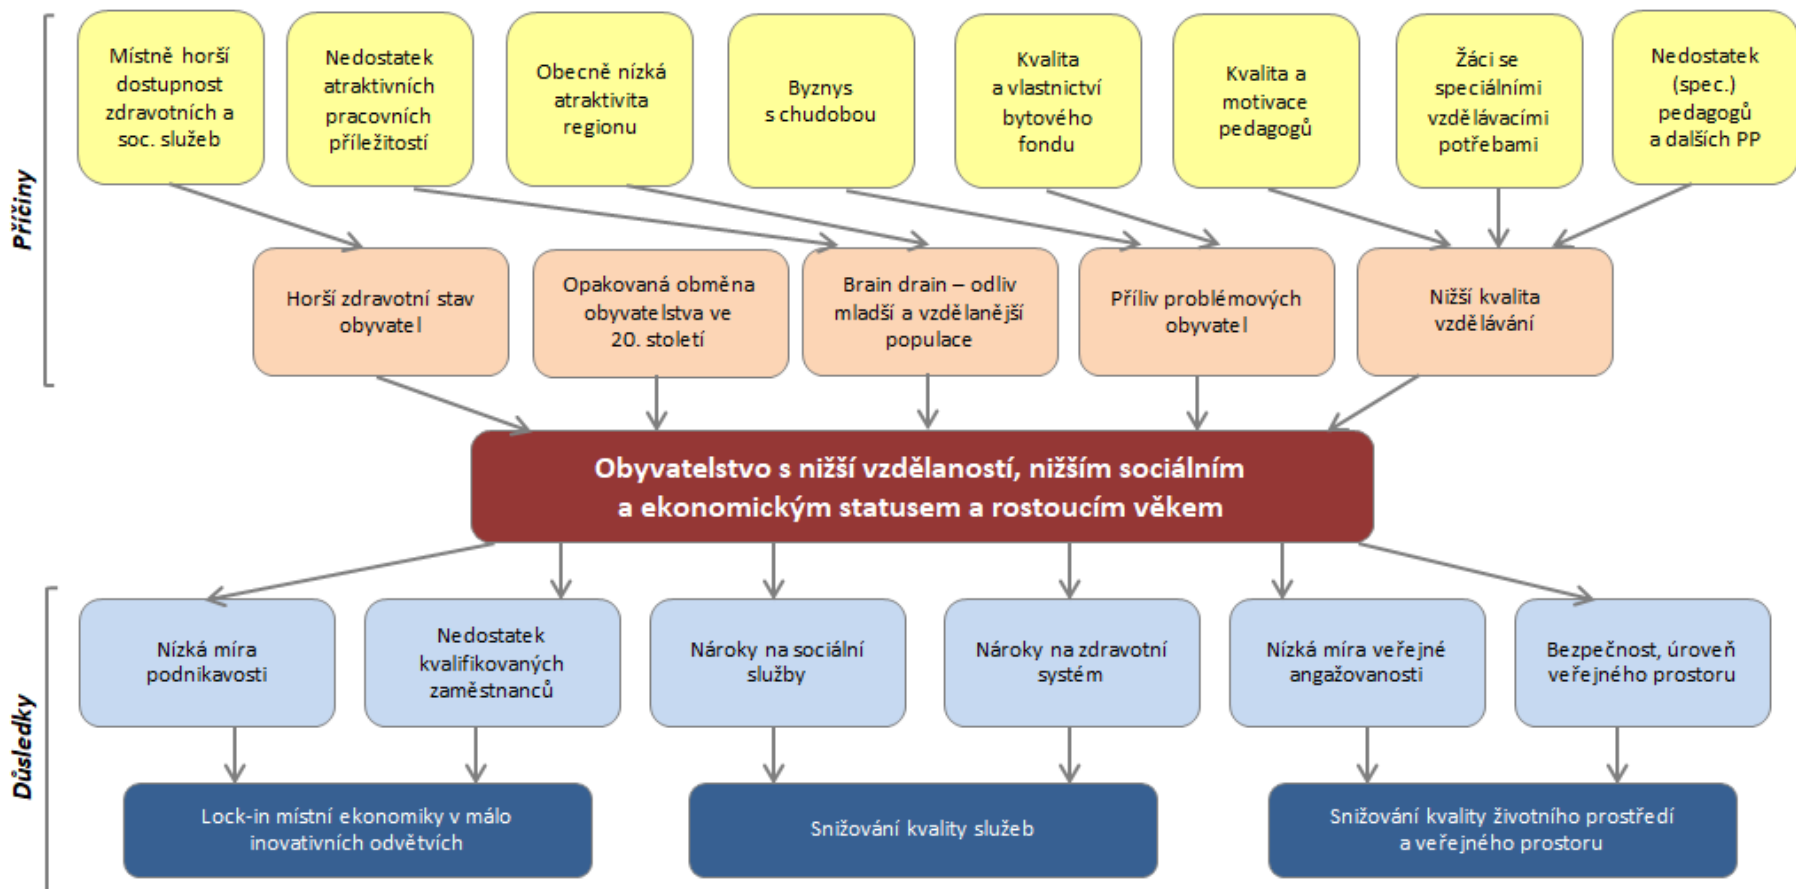 Příčiny
Místně horší
dostupnost
zdravotních a
soc. služeb
Nedostatek
atraktivních
pracovních
příležitostí
Obecně nízká
atraktivita
regionu
Byznys
s chudobou
Kvalita
a vlastnictví
bytového
fondu
Kvalita a
motivace
pedagogů
Žáci se
speciálními
vzdělávacími
potřebami
Nedostatek
(spec.)
pedagogů
a dalších PP
Horší zdravotní stav
obyvatel
Opakovaná obměna
obyvatelstva ve
20. století
Brain drain – odliv
mladší a vzdělanější
populace
Příliv problémových
obyvatel
Nižší kvalita
vzdělávání
Obyvatelstvo s nižší vzdělaností, nižším sociálním
a ekonomickým statusem a rostoucím věkem
Důsledky
Nízká míra
podnikavosti
Nedostatek
kvalifikovaných
zaměstnanců
Nároky na sociální
služby
Nároky na zdravotní
systém
Nízká míra veřejné
angažovanosti
Bezpečnost, úroveň
veřejného prostoru
Lock-in místní ekonomiky v málo
inovativních odvětvích
Snižování kvality služeb
Snižování kvality životního prostředí
a veřejného prostoru